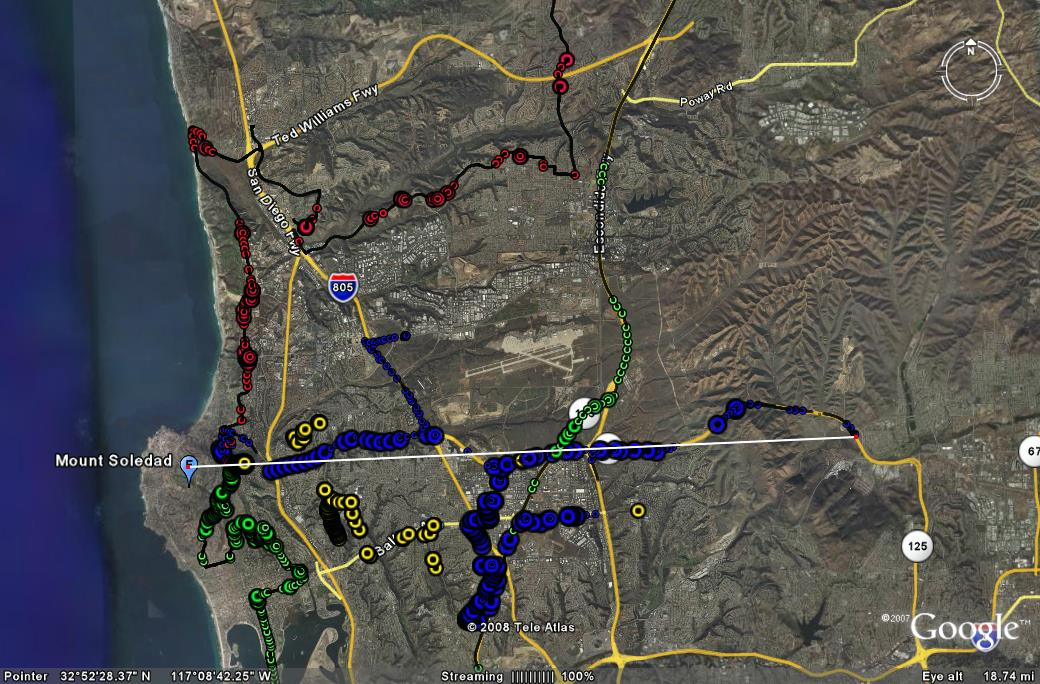 N
Poway Rd
Ted Williams Fwy
San Diego Fwy
805
Mount Soledad
F
67
125
© 2008 Tele Atlas
©2007 Google™
Pointer 32°52'28.37" N 117°08'42.25" W
Streaming |||||||||| 100%
Eye alt 18.74 mi